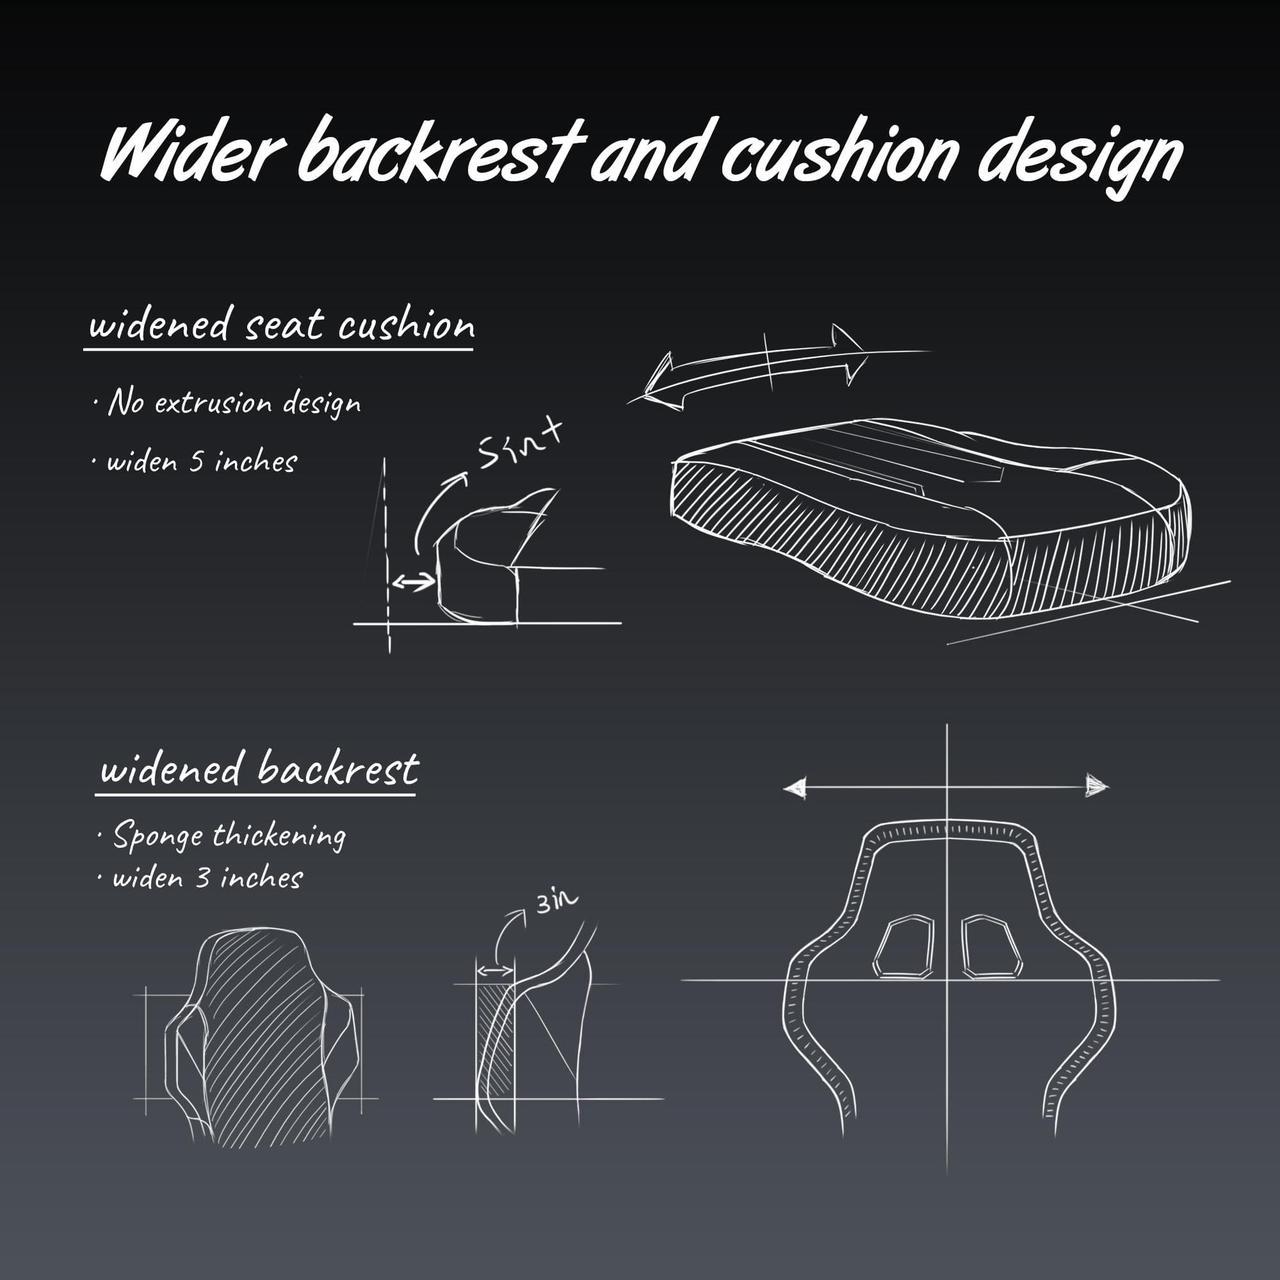 Wider backrest and cushion design
widened seat cushion
· No extrusion design
· widen 5 inches
5in+
widened backrest
· Sponge thickening
· widen 3 inches
3in